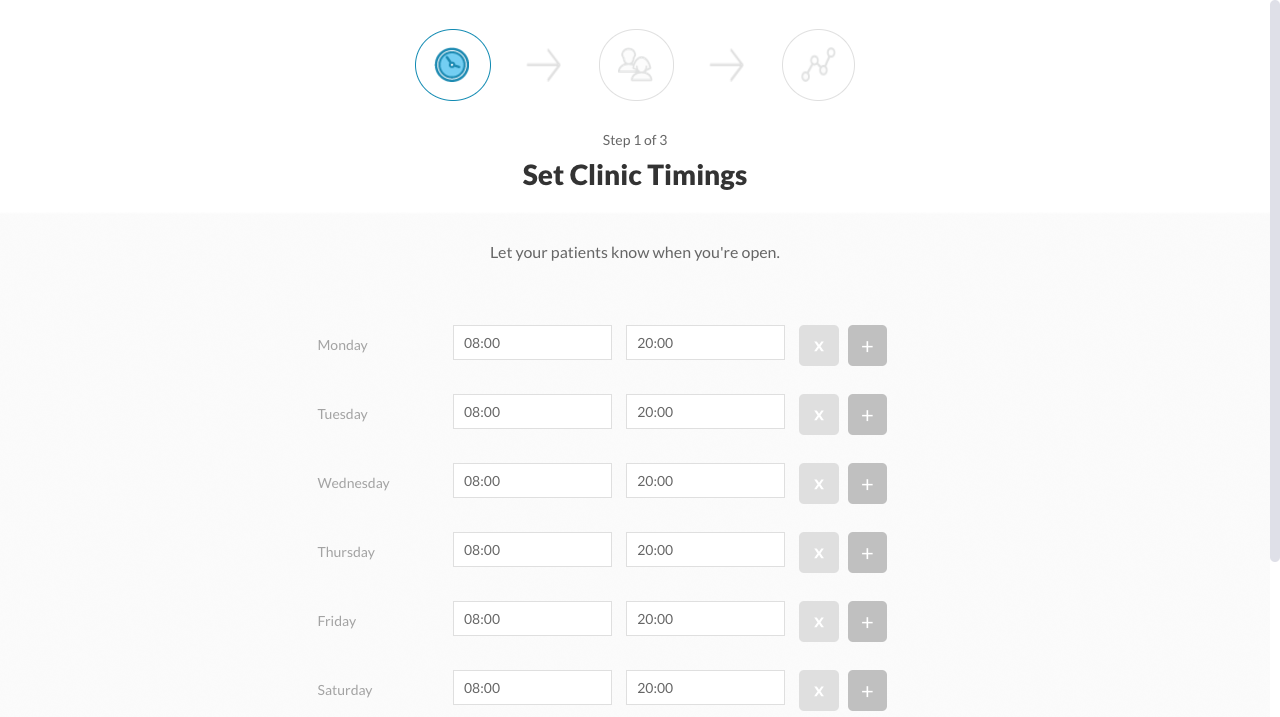 Step 1 of 3
Set Clinic Timings
Let your patients know when you're open.
Monday 08:00 20:00 x +
Tuesday 08:00 20:00 x +
Wednesday 08:00 20:00 x +
Thursday 08:00 20:00 x +
Friday 08:00 20:00 x +
Saturday 08:00 20:00 x +